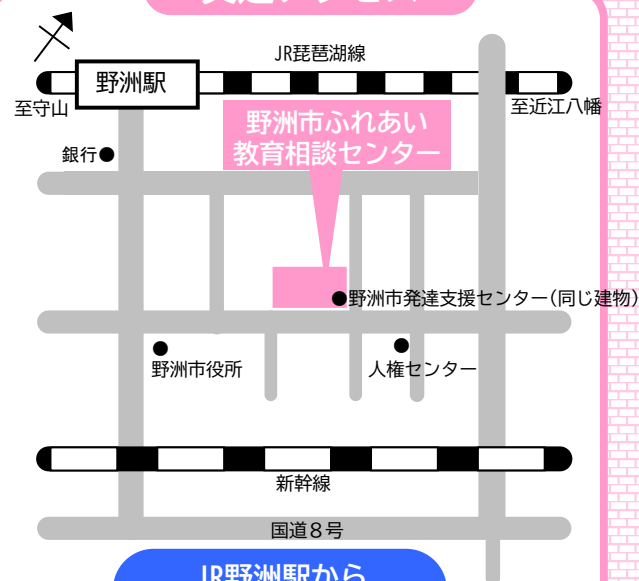 JR琵琶湖線
野洲駅
至守山
至近江八幡
野洲市ふれあい
教育相談センター
銀行●
●野洲市発達支援センター(同じ建物)
野洲市役所
人権センター
新幹線
国道８号
JR野洲駅から